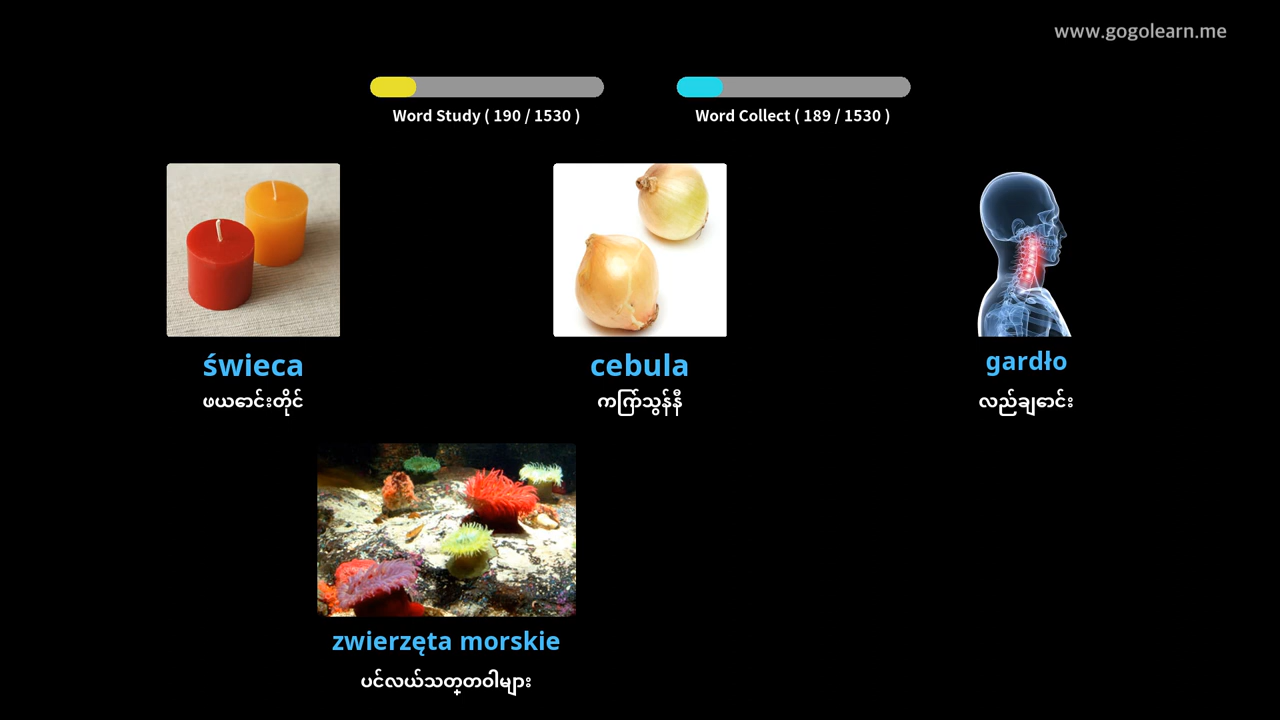 www.gogolearn.me
Word Study ( 190 / 1530 )
Word Collect ( 189 / 1530 )
świeca
cebula
gardło
ဖယောင်းတိုင်
ကကြ်သွန်နီ
လည်ချောင်း
zwierzęta morskie
ပင်လယ်သတ္တဝါများ